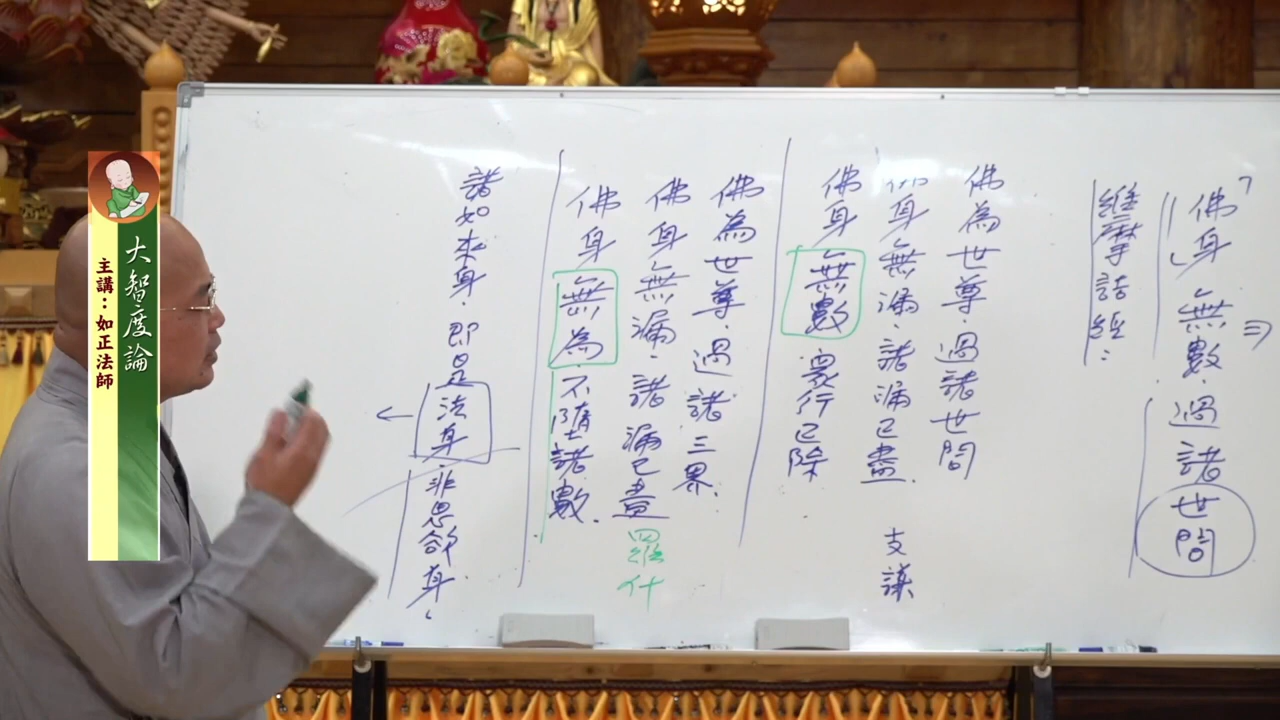 「佛身無數過諸世間
維摩詰經：
佛為世尊過諸世間
佛身無漏諸漏已盡 支謙
佛身無數眾行已除
佛為世尊過諸三界
佛身無漏諸漏已盡 羅什
佛身無為不墮諸數
諸如來身即是法身非思欲身
大智度論
主講：如正法師